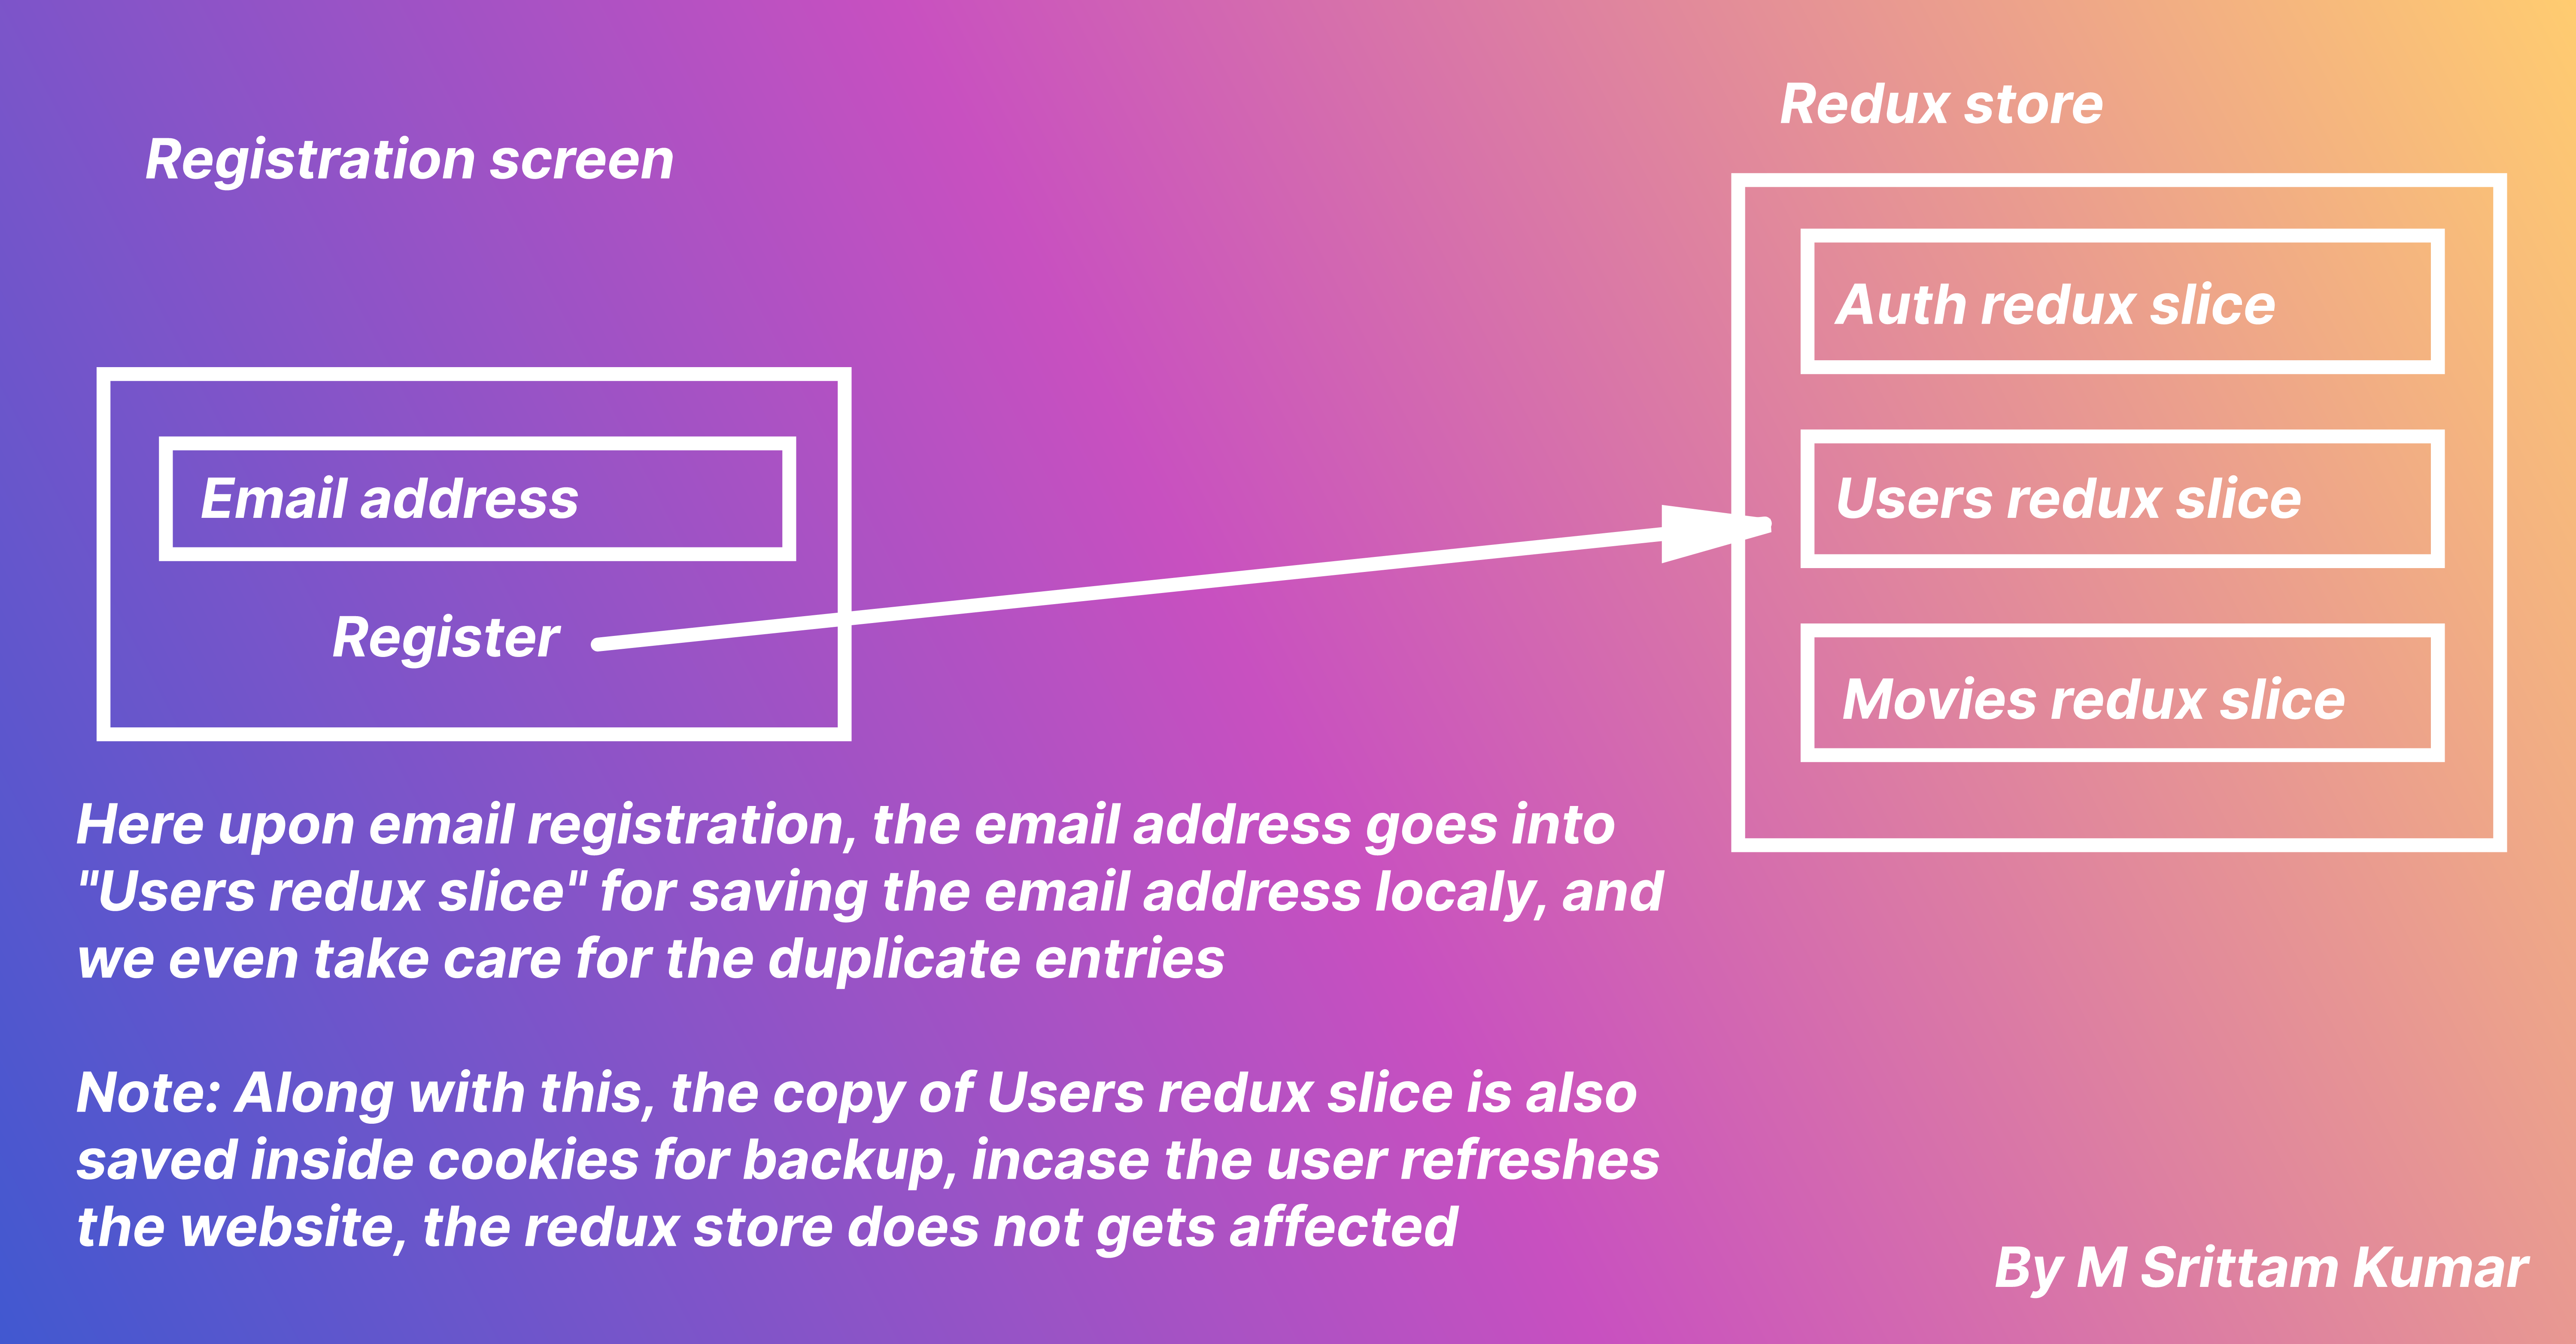 Registration screen
Redux store
Email address
Register
Auth redux slice
Users redux slice
Movies redux slice
Here upon email registration, the email address goes into
"Users redux slice" for saving the email address localy, and
we even take care for the duplicate entries
Note: Along with this, the copy of Users redux slice is also
saved inside cookies for backup, incase the user refreshes
the website, the redux store does not gets affected
By M Srittam Kumar